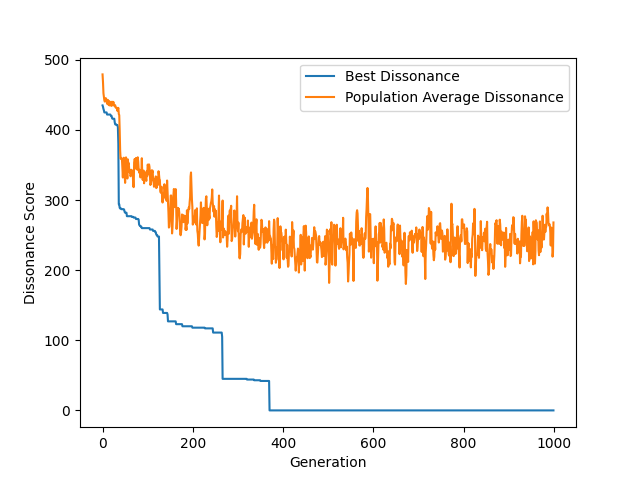 Best Dissonance
Population Average Dissonance
Dissonance Score
500
400
300
200
100
0
0 200 400 600 800 1000
Generation